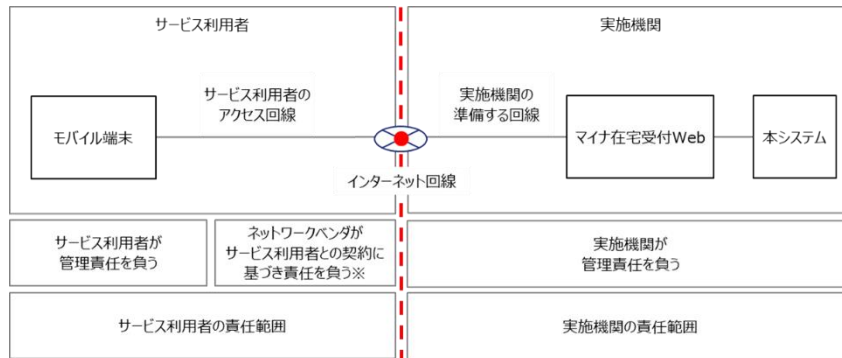 サービス利用者
実施機関
サービス利用者の
アクセス回線
実施機関の
準備する回線
モバイル端末
マイナ在宅受付Web
本システム
インターネット回線
サービス利用者が
管理責任を負う
ネットワークベンダが
サービス利用者との契約に
基づき責任を負う※
実施機関が
管理責任を負う
サービス利用者の責任範囲
実施機関の責任範囲